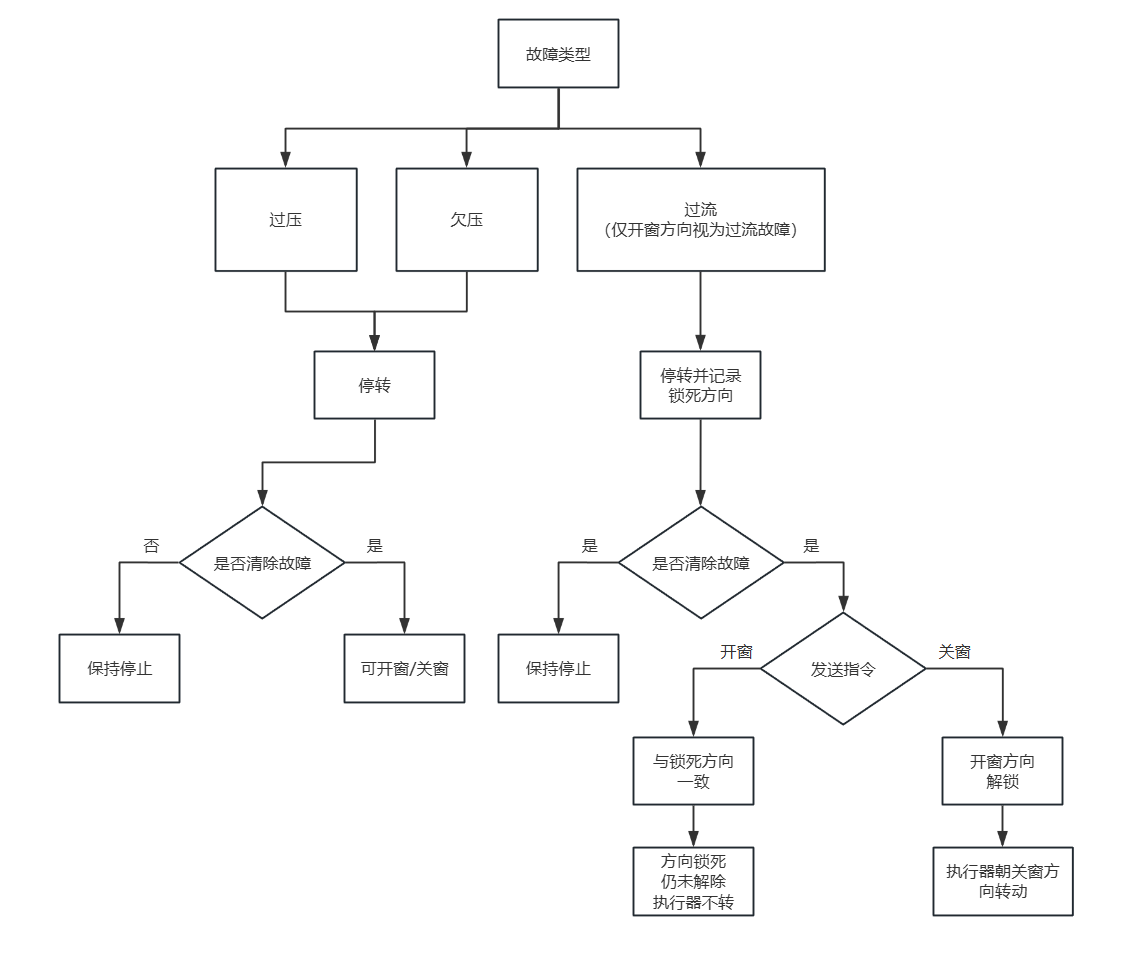 故障类型
过压
欠压
过流
（仅开窗方向视为过流故障）
停转
停转并记录
锁死方向
否
是否清除故障
是
是
是否清除故障
是
保持停止
可开窗/关窗
保持停止
开窗
发送指令
关窗
与锁死方向
一致
开窗方向
解锁
方向锁死
仍未解除
执行器不转
执行器朝关窗方
向转动